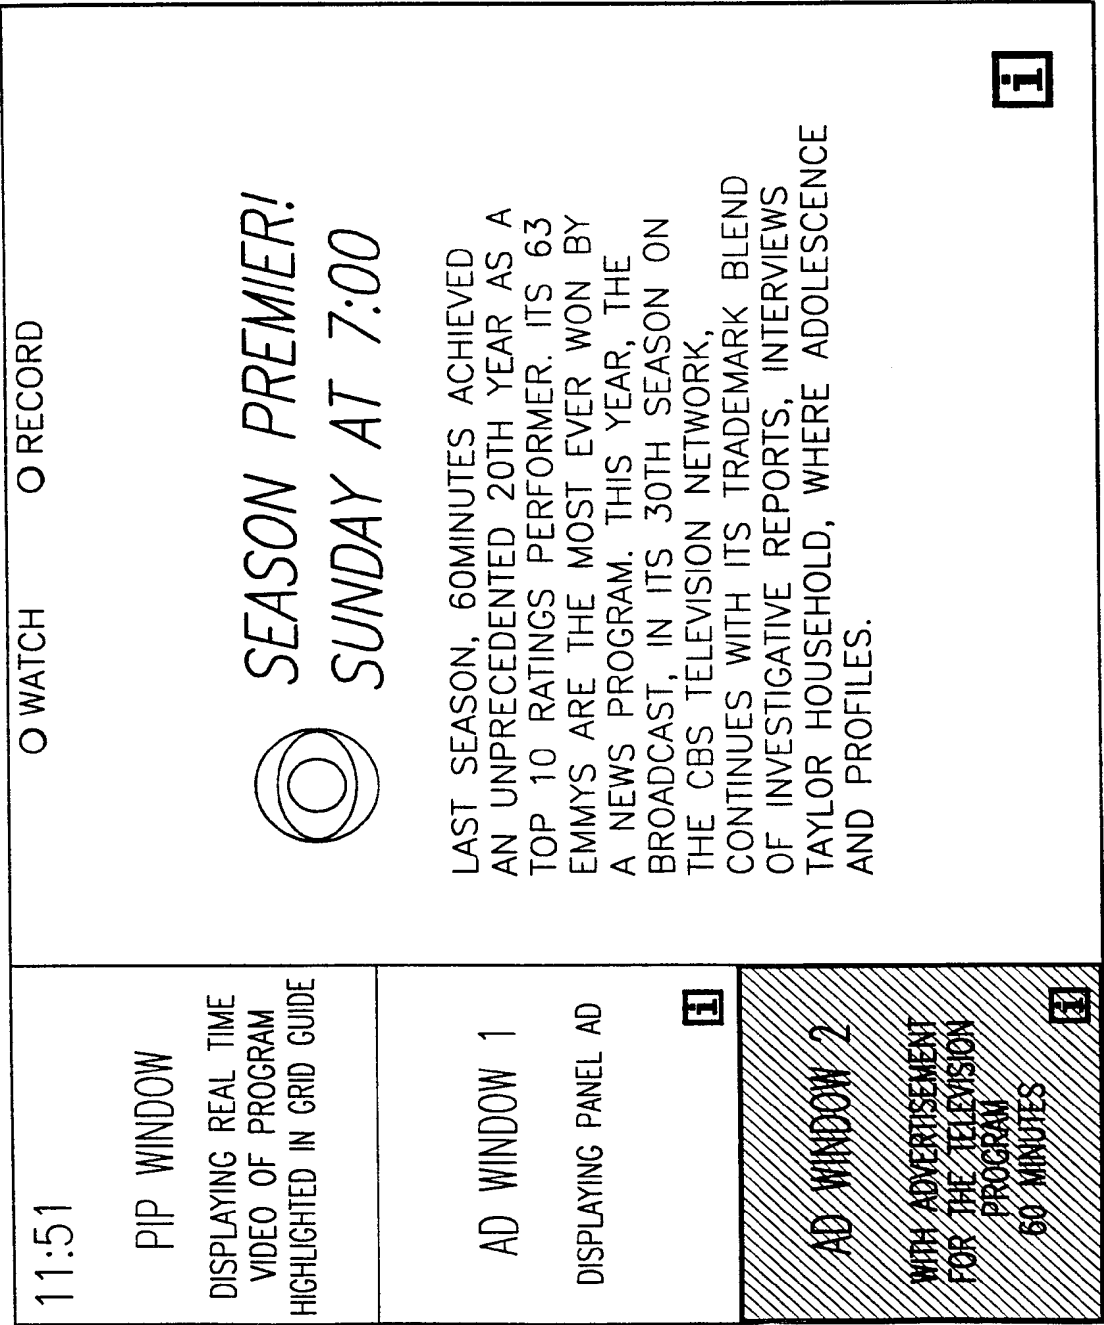 11:51
PIP WINDOW
DISPLAYING REAL TIME
VIDEO OF PROGRAM
HIGHLIGHTED IN GRID GUIDE
AD WINDOW 1
DISPLAYING PANEL AD
i
AD WINDOW 2
WITH ADVERTISEMENT
FOR THE TELEVISION
PROGRAM
60 MINUTES
i
O WATCH O RECORD
SEASON PREMIER!
SUNDAY AT 7:00
LAST SEASON, 60MINUTES ACHIEVED
AN UNPRECEDENTED 20TH YEAR AS A
TOP 10 RATINGS PERFORMER. ITS 63
EMMYS ARE THE MOST EVER WON BY
A NEWS PROGRAM. THIS YEAR, THE
BROADCAST, IN ITS 30TH SEASON ON
THE CBS TELEVISION NETWORK,
CONTINUES WITH ITS TRADEMARK BLEND
OF INVESTIGATIVE REPORTS, INTERVIEWS
TAYLOR HOUSEHOLD, WHERE ADOLESCENCE
AND PROFILES.
i